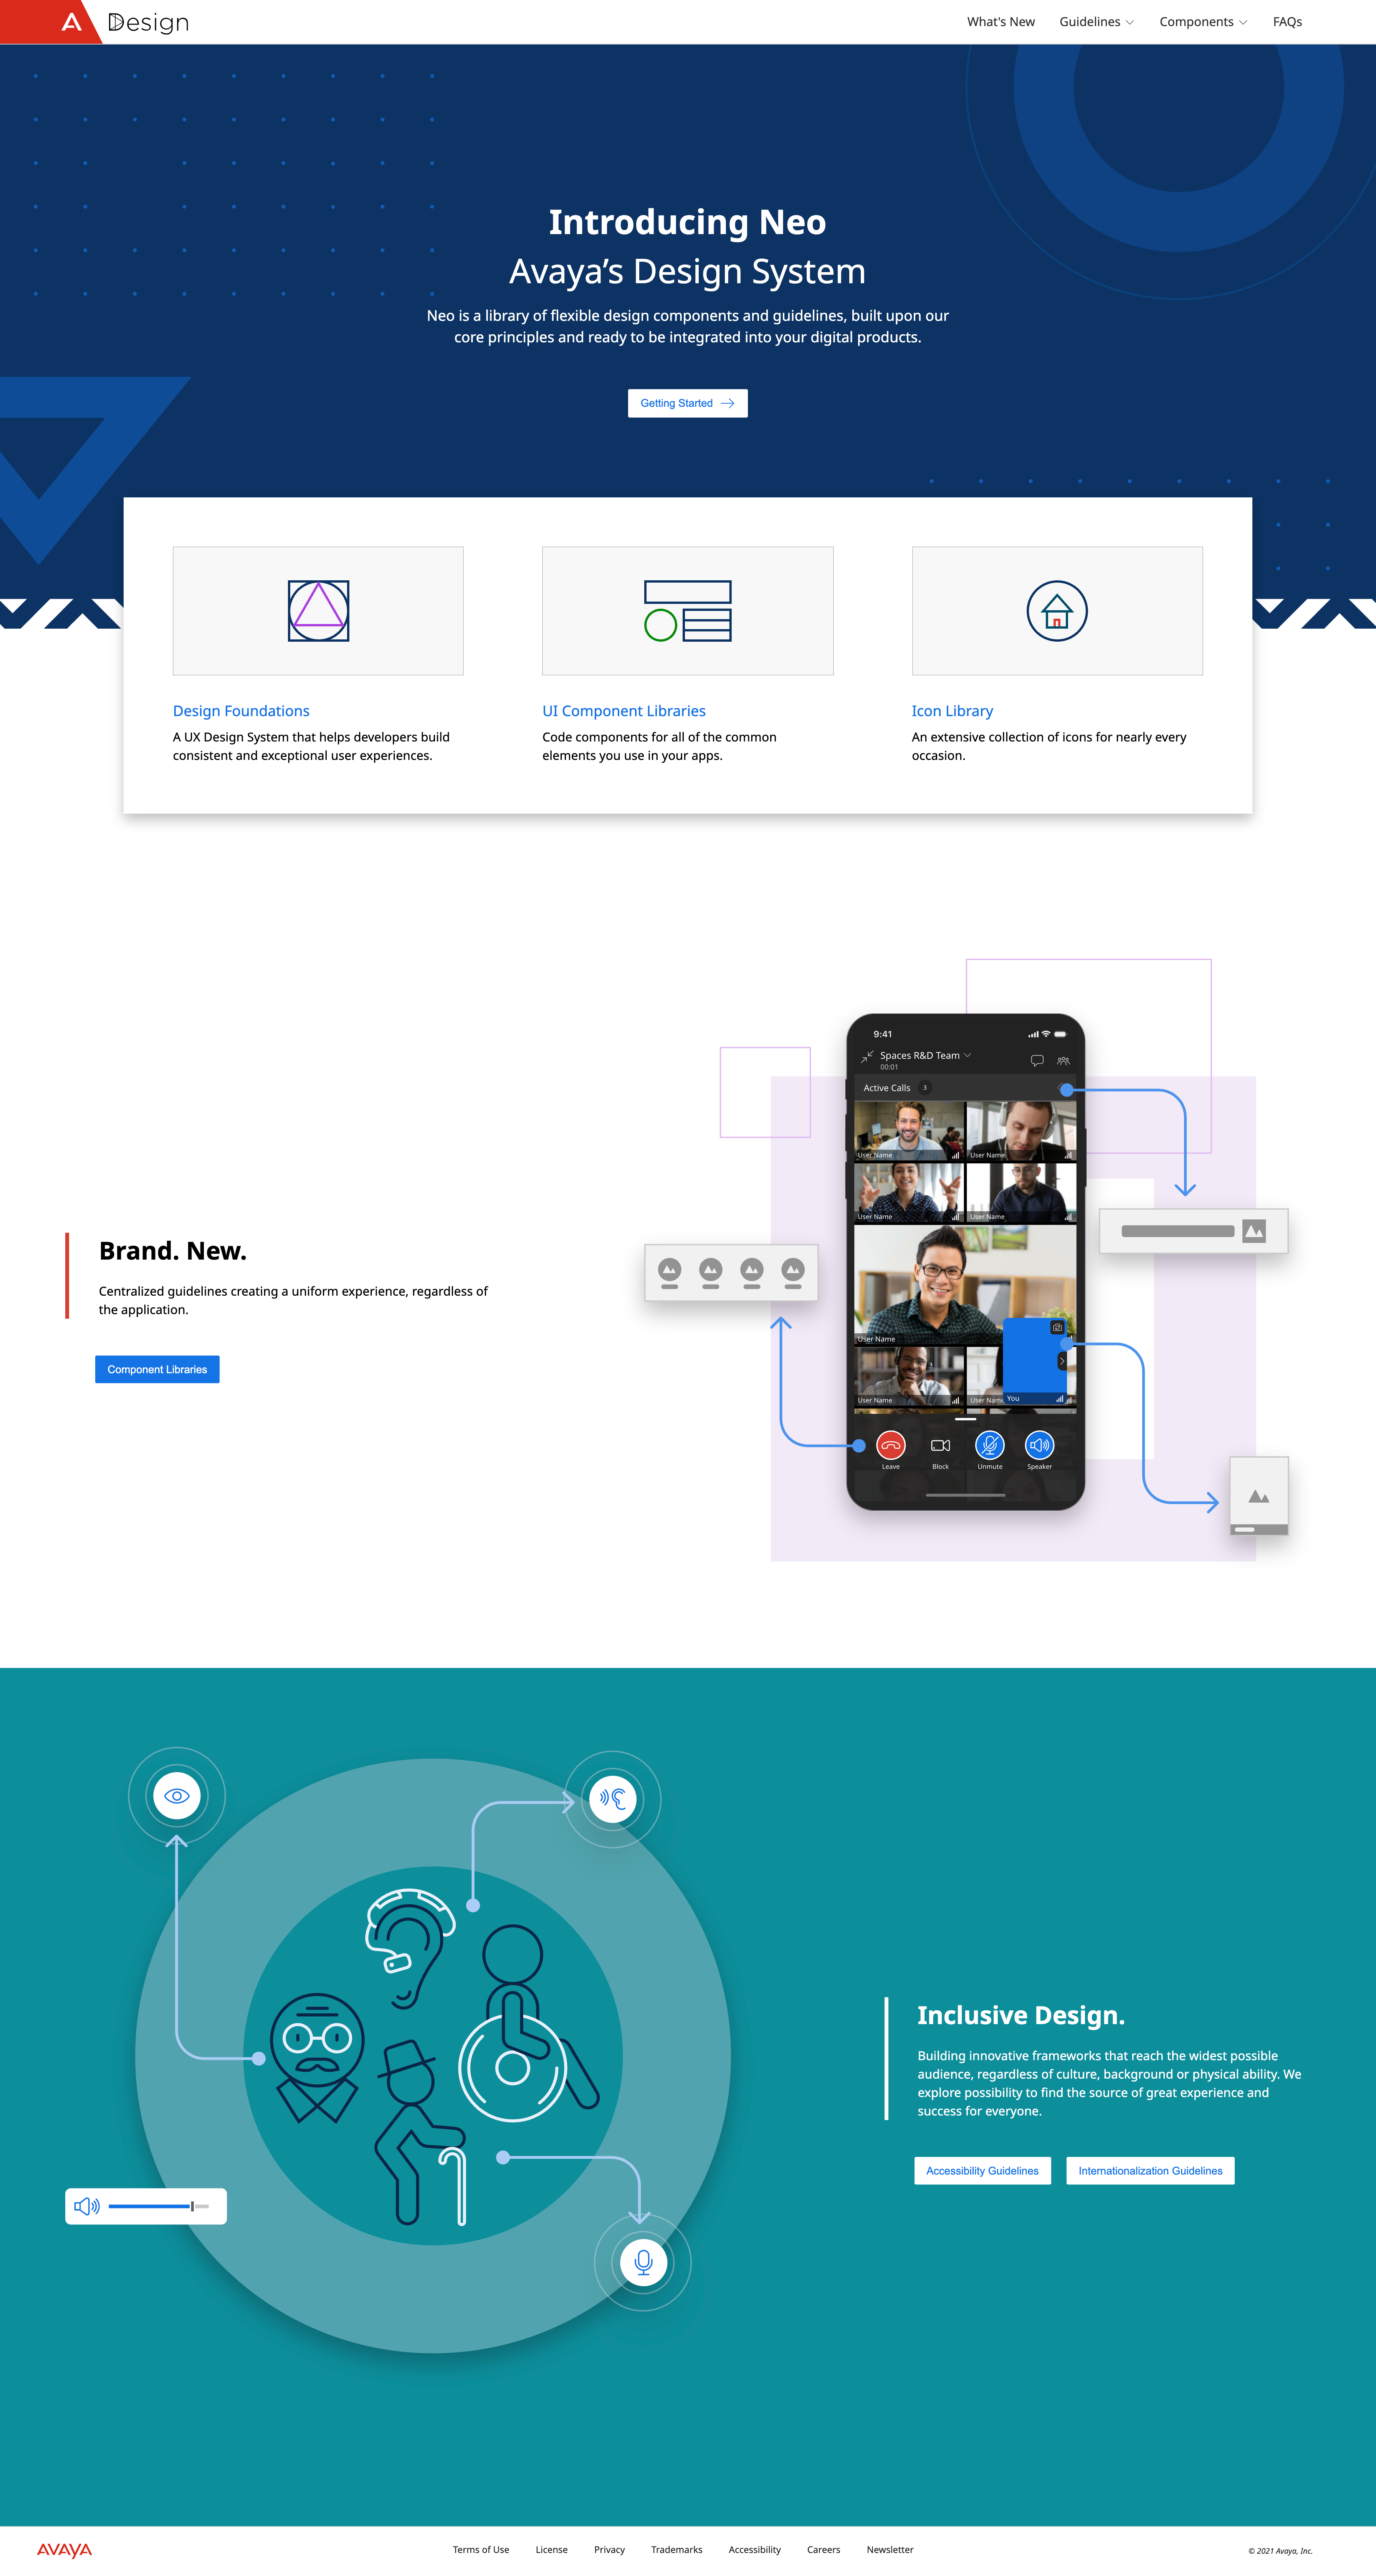 A Design
What's New Guidelines Components FAQs
Introducing Neo
Avaya’s Design System
Neo is a library of flexible design components and guidelines, built upon our
core principles and ready to be integrated into your digital products.
Getting Started
Design Foundations
A UX Design System that helps developers build
consistent and exceptional user experiences.
UI Component Libraries
Code components for all of the common
elements you use in your apps.
Icon Library
An extensive collection of icons for nearly every
occasion.
Brand. New.
Centralized guidelines creating a uniform experience, regardless of
the application.
Component Libraries
9:41
Spaces R&D Team
00:01
Active Calls 3
User Name User Name
User Name User Name
User Name
User Name User Name You
Leave Block Unmute Speaker
Inclusive Design.
Building innovative frameworks that reach the widest possible
audience, regardless of culture, background or physical ability. We
explore possibility to find the source of great experience and
success for everyone.
Accessibility Guidelines Internationalization Guidelines
AVAYA Terms of Use License Privacy Trademarks Accessibility Careers Newsletter © 2021 Avaya, Inc.